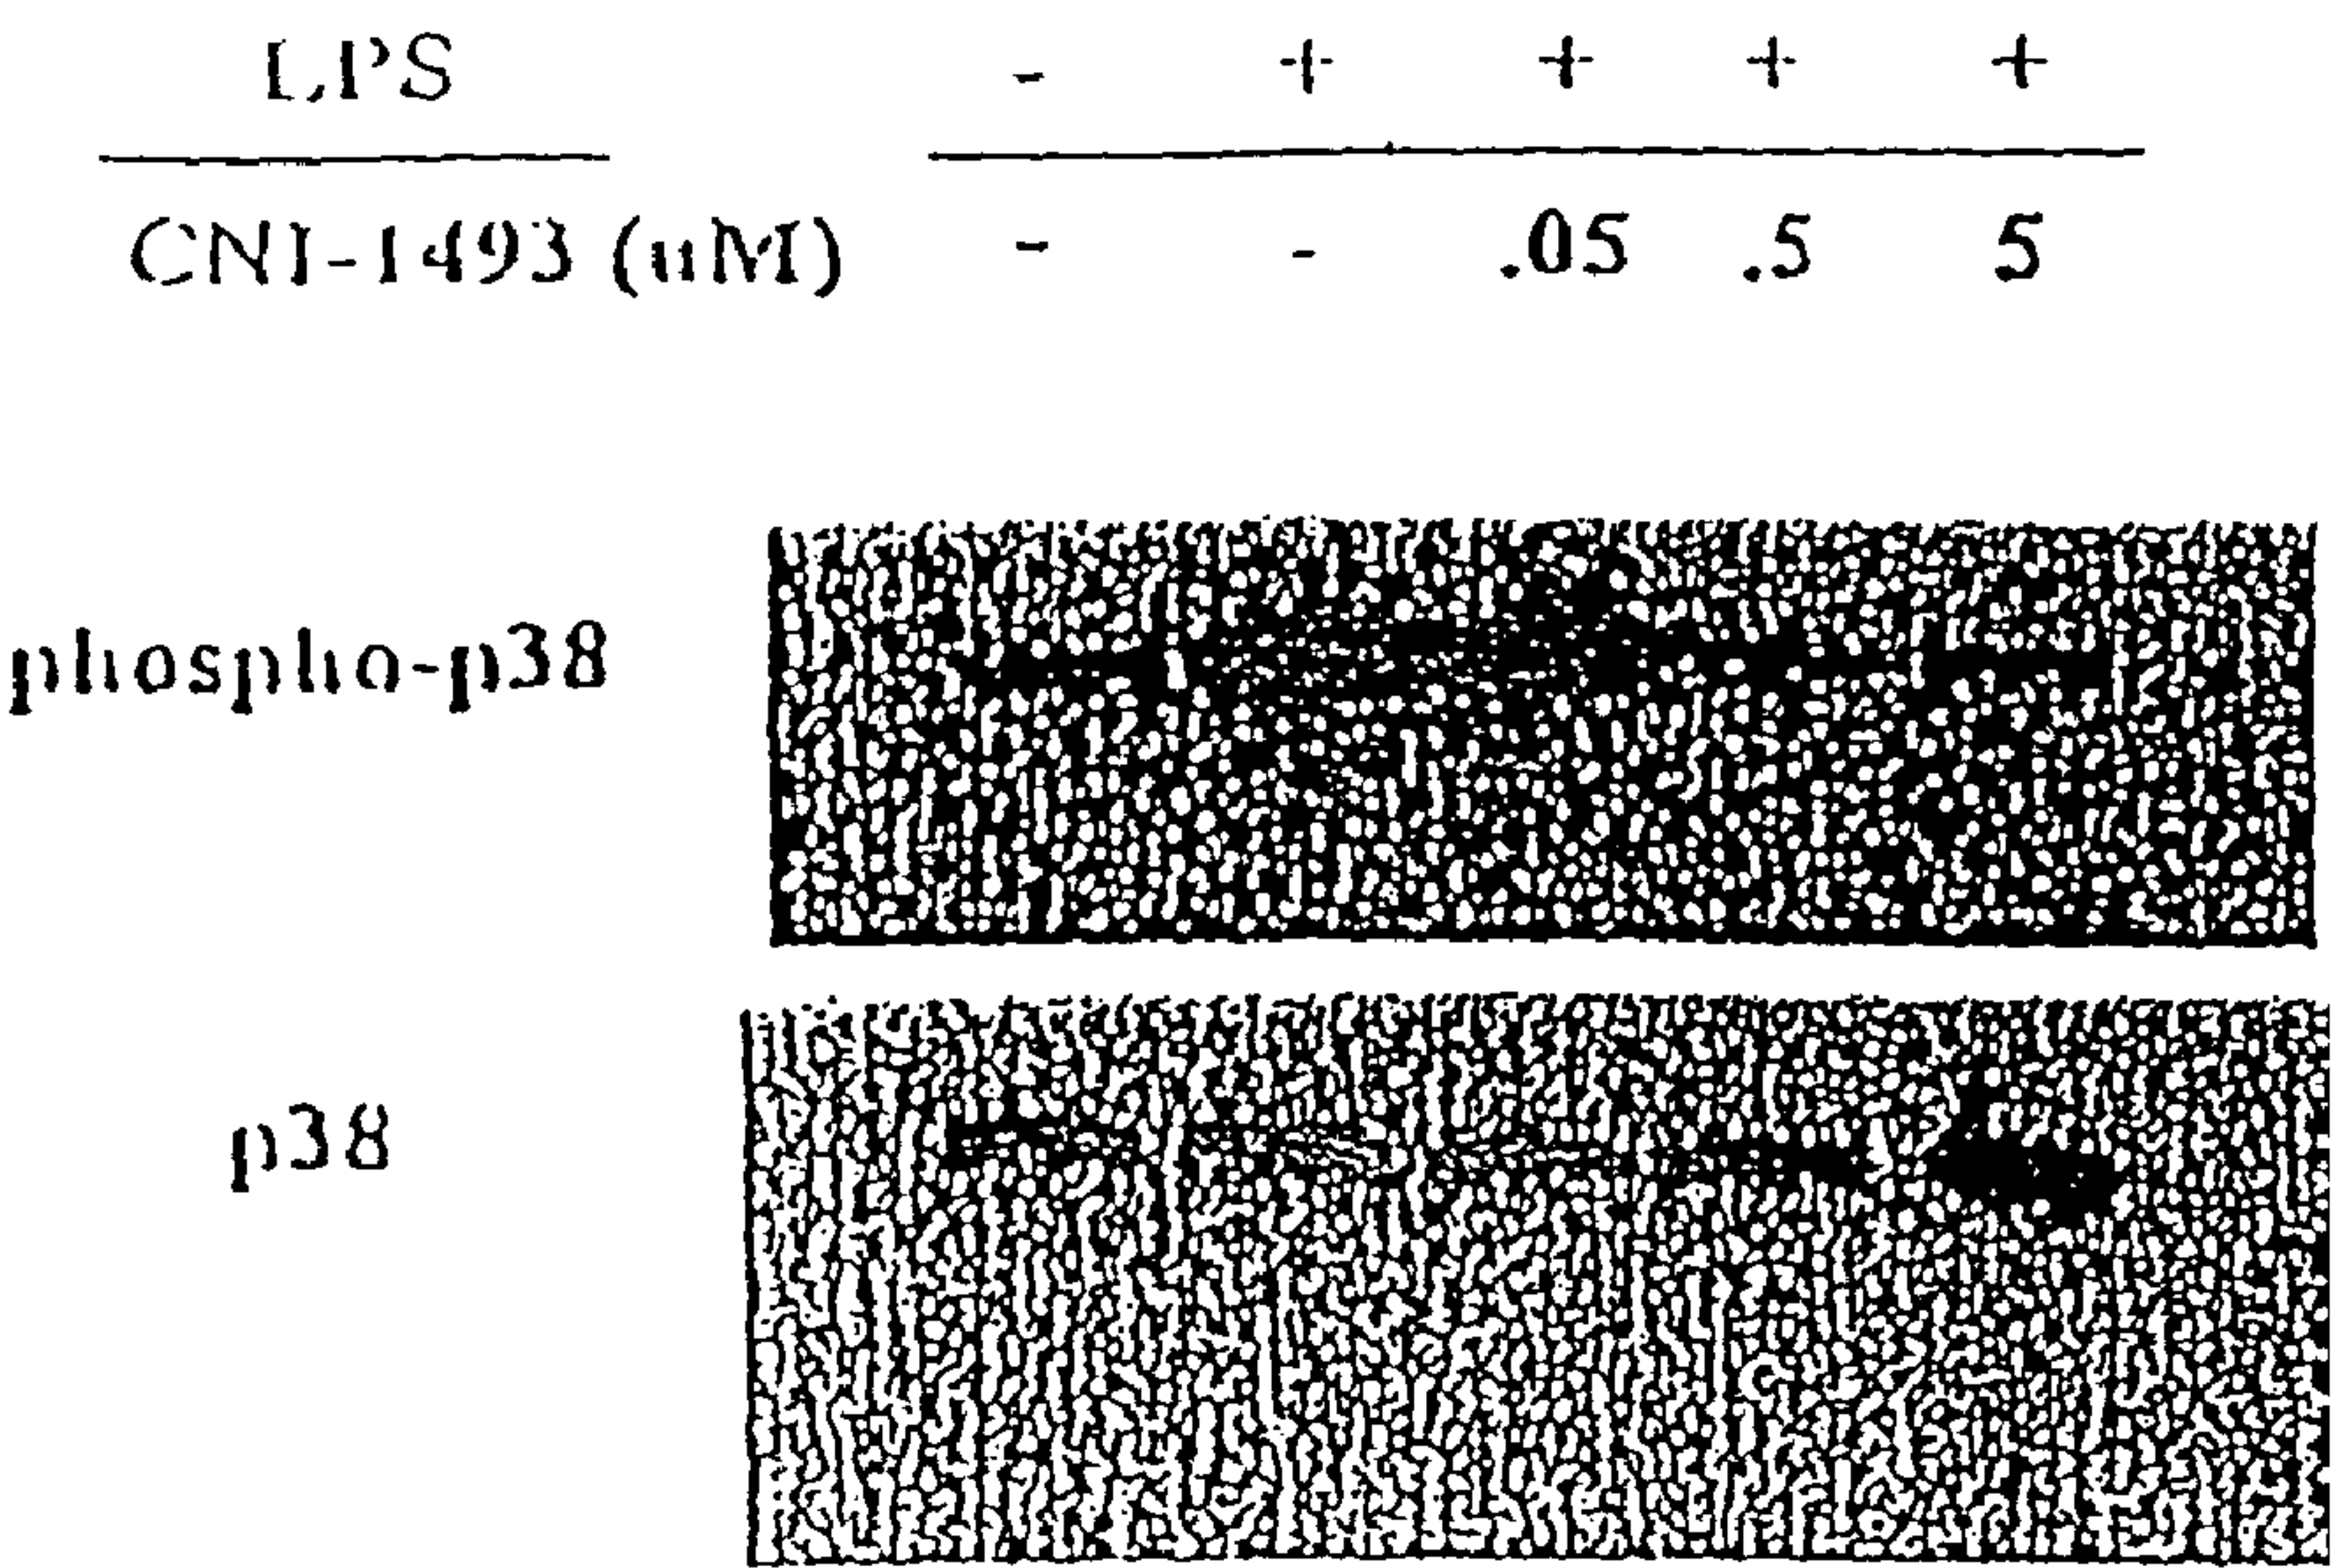 LPS - + + + +
CNI-1493 (uM) - - .05 .5 5
phospho-p38
p38